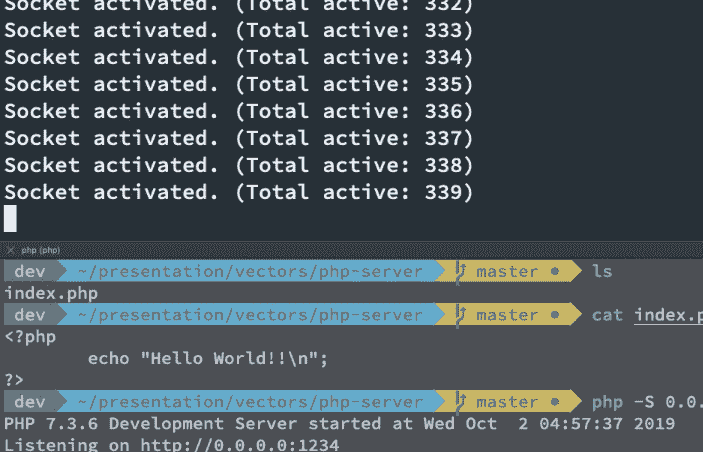 Socket activated. (Total active: 332)
Socket activated. (Total active: 333)
Socket activated. (Total active: 334)
Socket activated. (Total active: 335)
Socket activated. (Total active: 336)
Socket activated. (Total active: 337)
Socket activated. (Total active: 338)
Socket activated. (Total active: 339)
php (php)
dev ~/presentation/vectors/php-server master ls
index.php
dev ~/presentation/vectors/php-server master cat index.p
<?php
echo "Hello World!!\n";
?>
dev ~/presentation/vectors/php-server master php -S 0.0.
PHP 7.3.6 Development Server started at Wed Oct  2 04:57:37 2019
Listening on http://0.0.0.0:1234